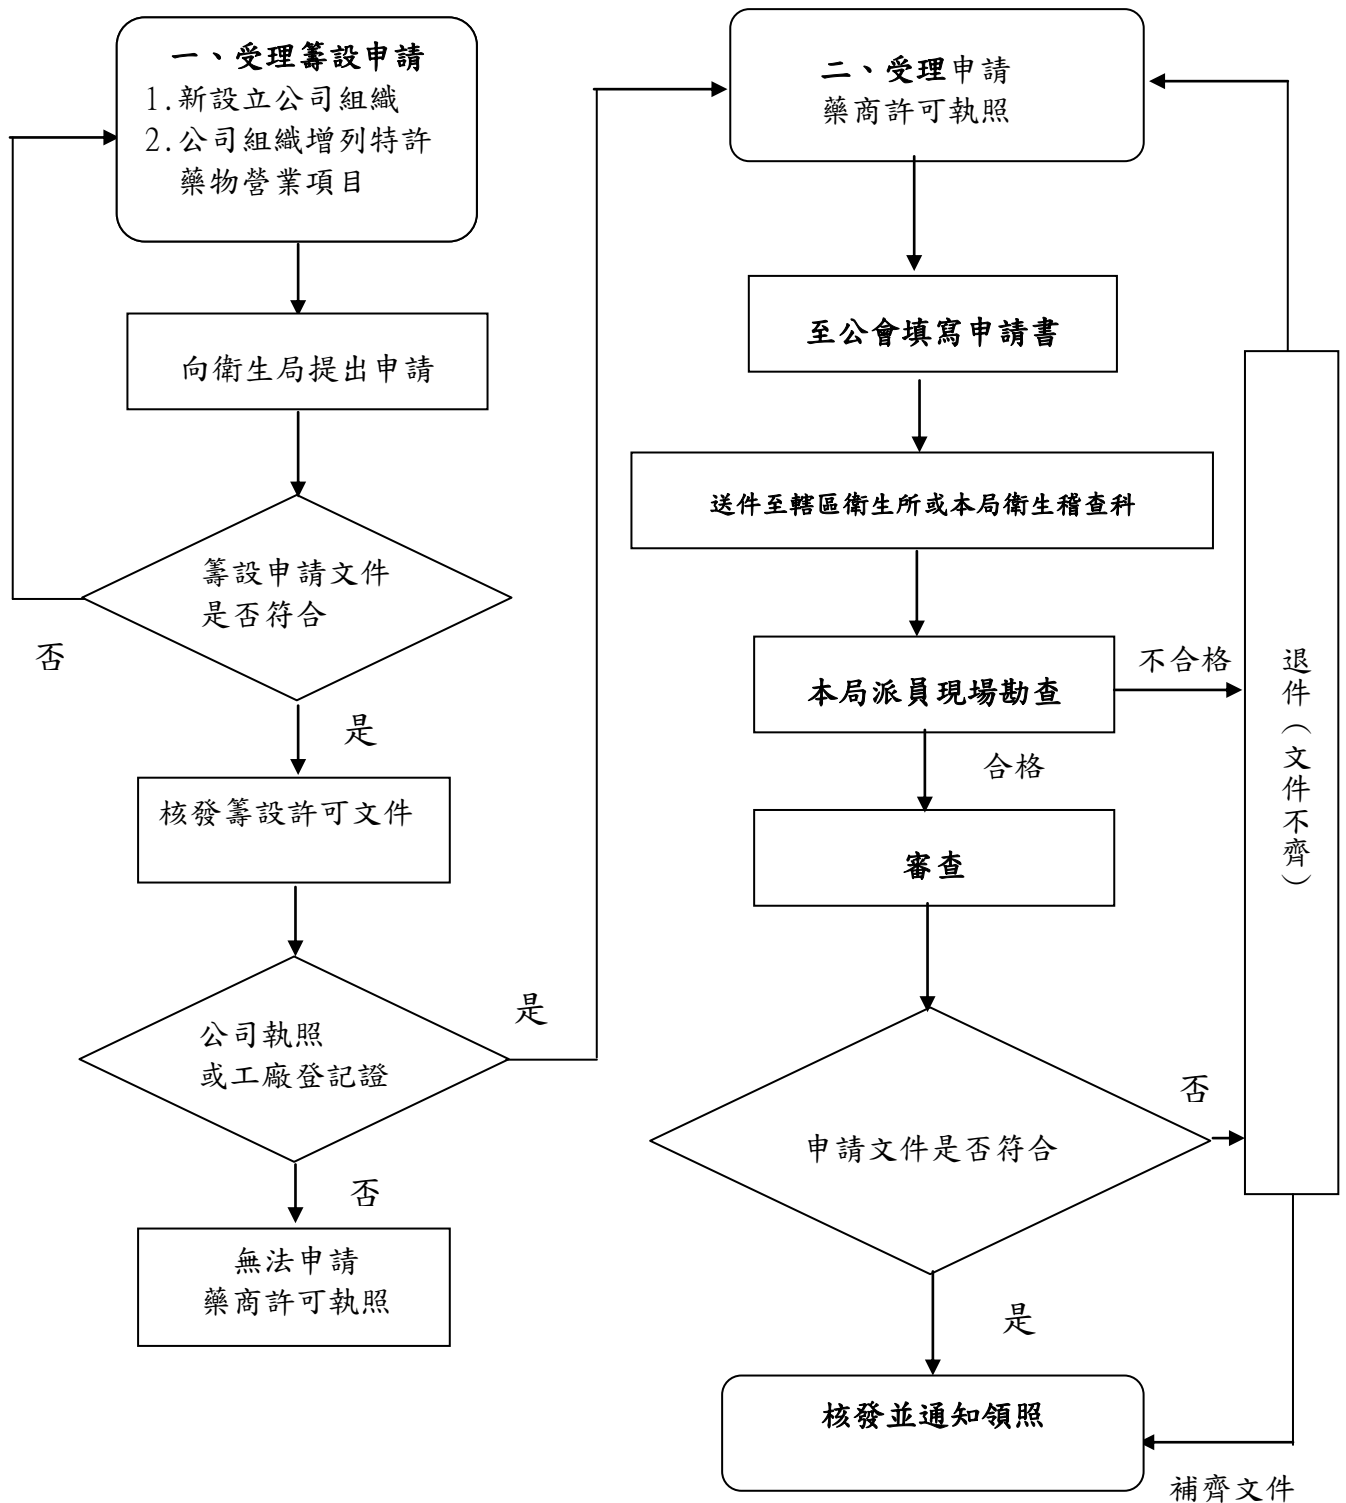 一、受理籌設申請
1.新設立公司組織
2.公司組織增列特許
藥物營業項目
向衛生局提出申請
籌設申請文件
是否符合
否
是
核發籌設許可文件
公司執照
或工廠登記證
是
否
無法申請
藥商許可執照
二、受理申請
藥商許可執照
至公會填寫申請書
送件至轄區衛生所或本局衛生稽查科
本局派員現場勘查
不合格
合格
審查
申請文件是否符合
否
是
退件（文件不齊）
核發並通知領照
補齊文件